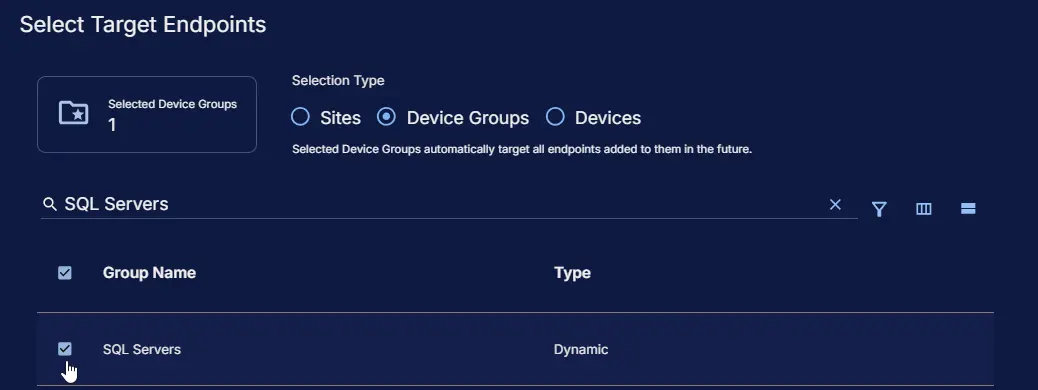 Select Target Endpoints
Selected Device Groups
1
Selection Type
Sites Device Groups Devices
Selected Device Groups automatically target all endpoints added to them in the future.
SQL Servers
Group Name Type
SQL Servers Dynamic